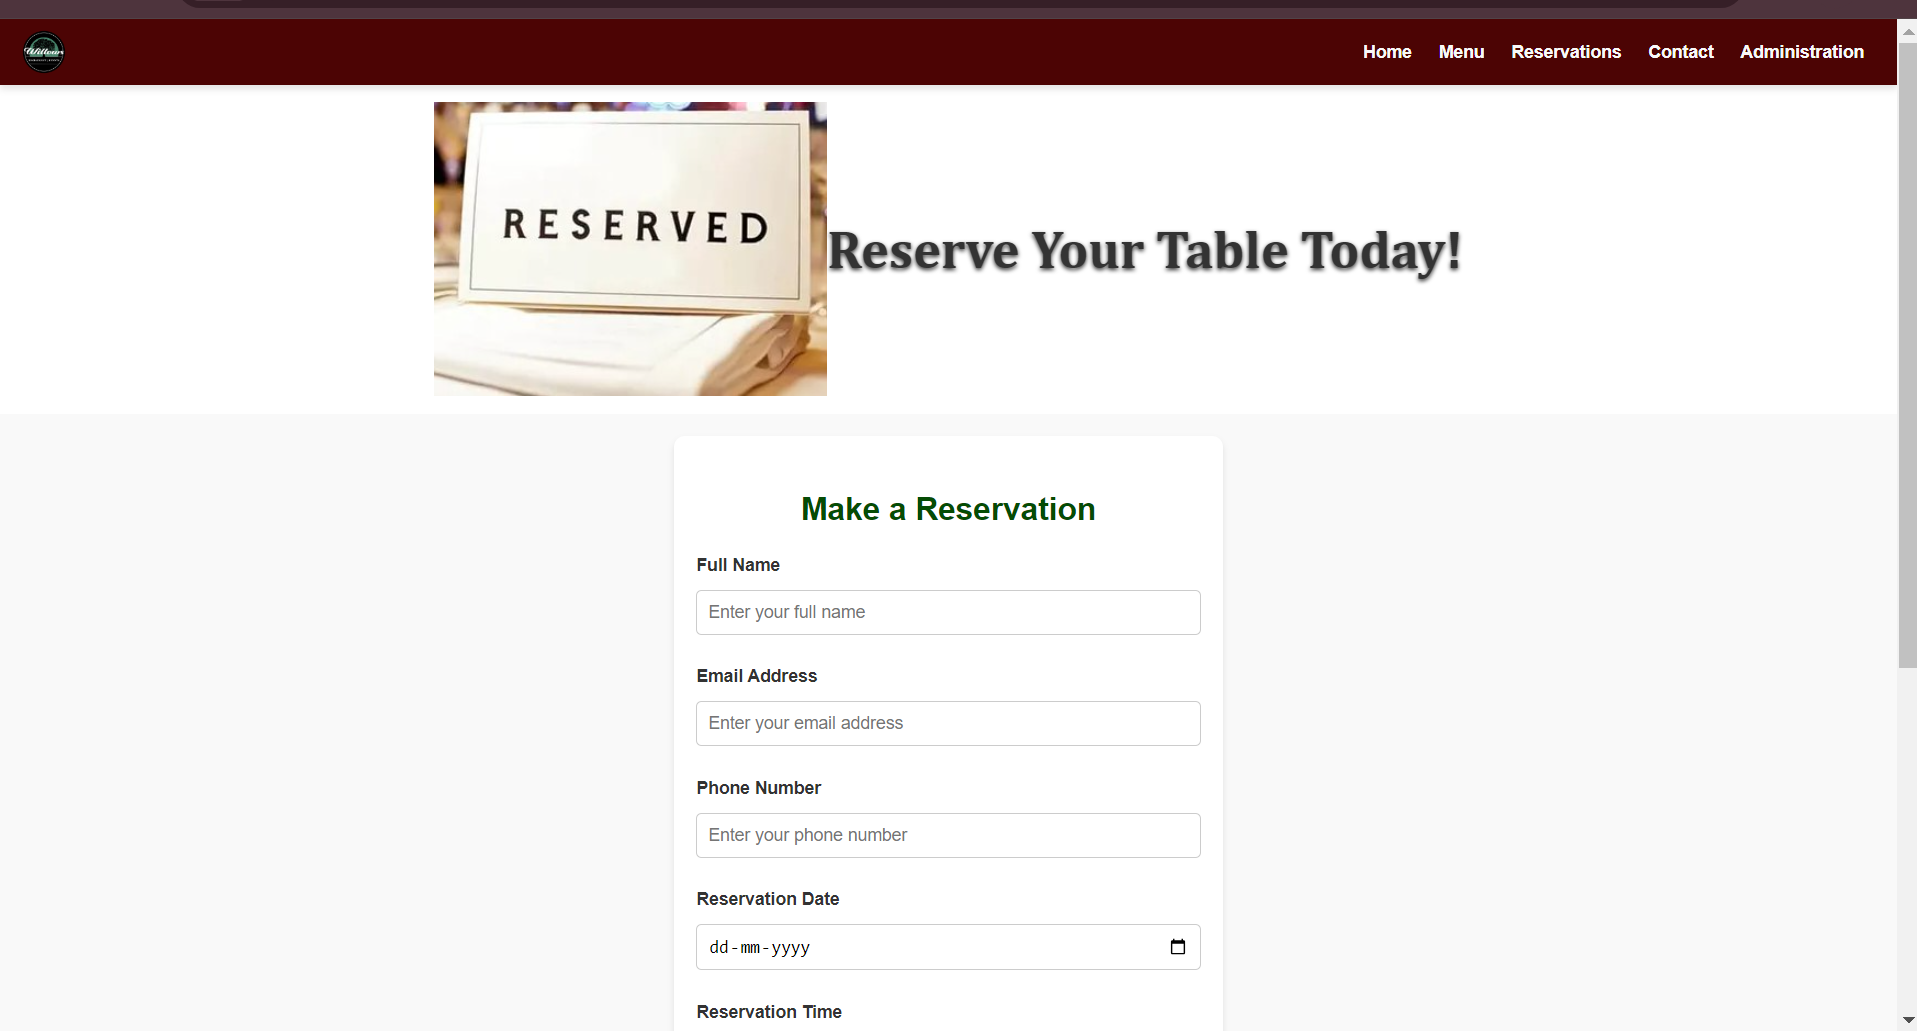 Willows
Home Menu Reservations Contact Administration
RESERVED
Reserve Your Table Today!
Make a Reservation
Full Name
Enter your full name
Email Address
Enter your email address
Phone Number
Enter your phone number
Reservation Date
dd-mm-yyyy
Reservation Time